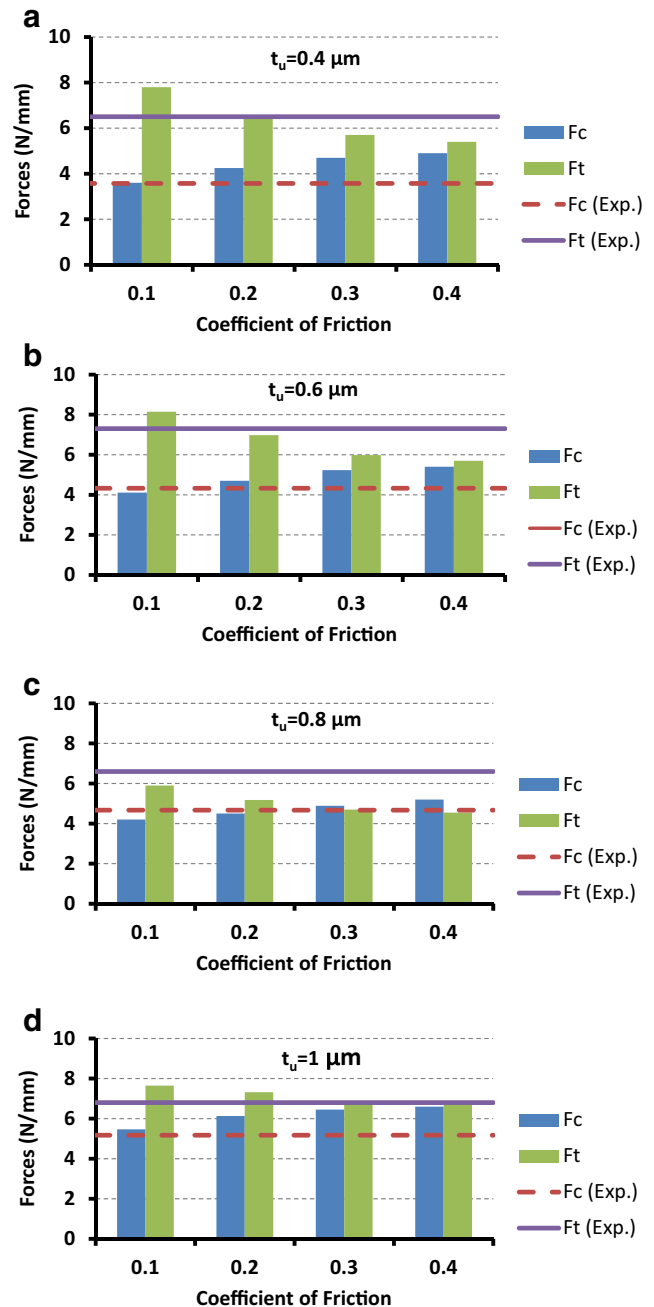 a
t_u=0.4 µm
Forces (N/mm)
10
8
6
4
2
0
0.1 0.2 0.3 0.4
Coefficient of Friction
Fc
Ft
Fc (Exp.)
Ft (Exp.)
b
t_u=0.6 µm
Forces (N/mm)
10
8
6
4
2
0
0.1 0.2 0.3 0.4
Coefficient of Friction
Fc
Ft
Fc (Exp.)
Ft (Exp.)
c
t_u=0.8 µm
Forces (N/mm)
10
8
6
4
2
0
0.1 0.2 0.3 0.4
Coefficient of Friction
Fc
Ft
Fc (Exp.)
Ft (Exp.)
d
t_u=1 µm
Forces (N/mm)
10
8
6
4
2
0
0.1 0.2 0.3 0.4
Coefficient of Friction
Fc
Ft
Fc (Exp.)
Ft (Exp.)